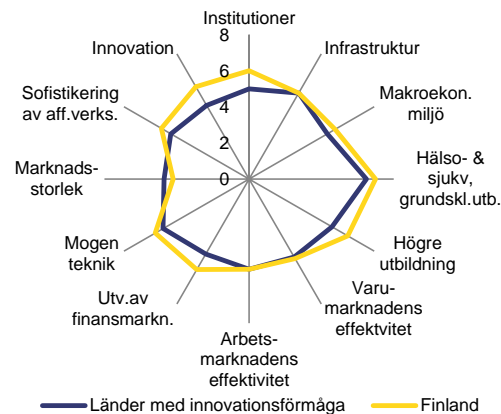 Institutioner
Infrastruktur
Makroekon.
miljö
Hälso- &
sjukv,
grundskl.utb.
Högre
utbildning
Varu-
marknadens
effektvitet
Arbets-
marknadens
effektivitet
Utv.av
finansmarkn.
Mogen
teknik
Marknads-
storlek
Sofistikering
av aff.verks.
Innovation
8
6
4
2
0
Länder med innovationsförmåga
Finland